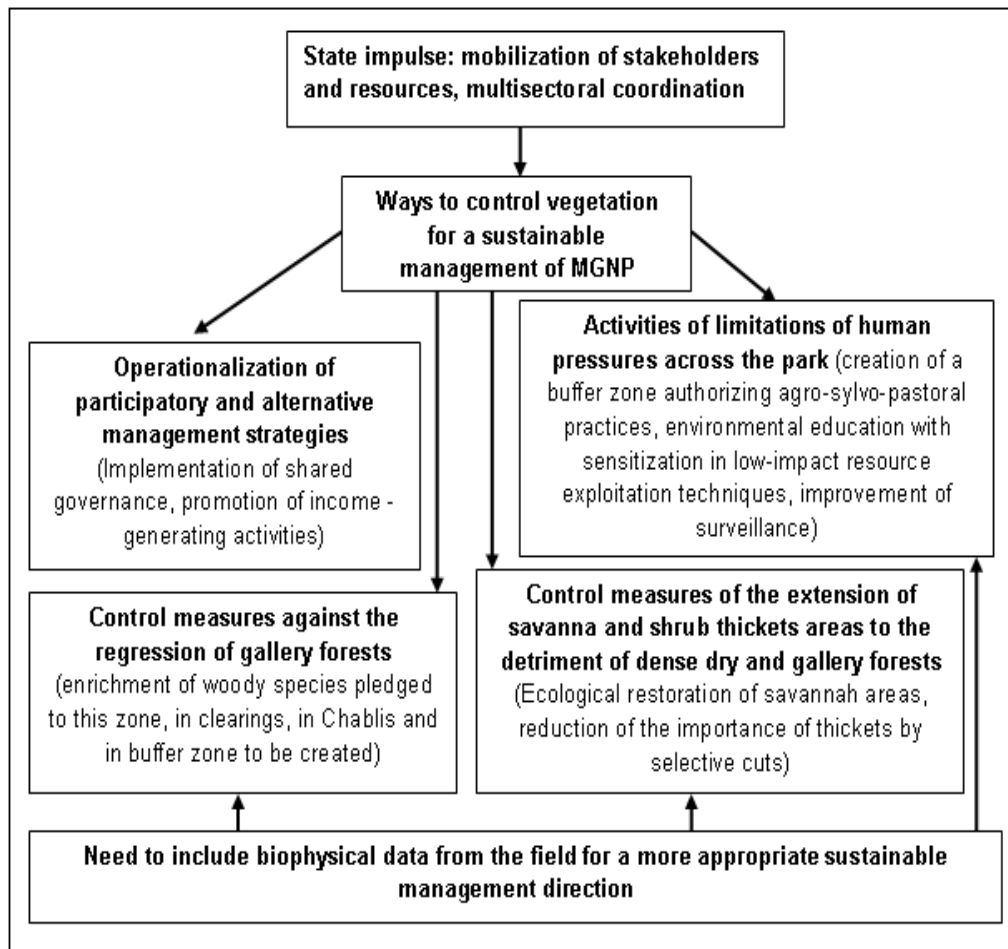 State impulse: mobilization of stakeholders
and resources, multisectoral coordination
Ways to control vegetation
for a sustainable
management of MGNP
Operationalization of
participatory and alternative
management strategies
(Implementation of shared
governance, promotion of income -
generating activities)
Activities of limitations of human
pressures across the park (creation of a
buffer zone authorizing agro-sylvo-pastoral
practices, environmental education with
sensitization in low-impact resource
exploitation techniques, improvement of
surveillance)
Control measures against the
regression of gallery forests
(enrichment of woody species pledged
to this zone, in clearings, in Chablis and
in buffer zone to be created)
Control measures of the extension of
savanna and shrub thickets areas to the
detriment of dense dry and gallery forests
(Ecological restoration of savannah areas,
reduction of the importance of thickets by
selective cuts)
Need to include biophysical data from the field for a more appropriate sustainable
management direction